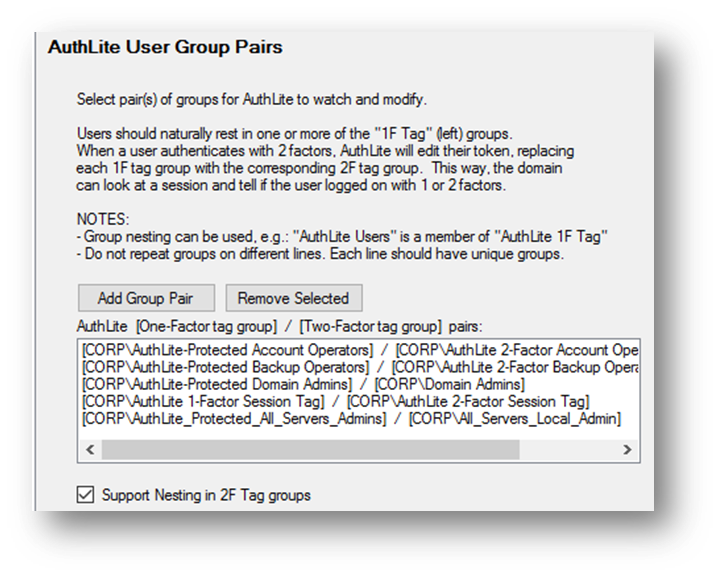 AuthLite User Group Pairs
Select pair(s) of groups for AuthLite to watch and modify.
Users should naturally rest in one or more of the "1F Tag" (left) groups.
When a user authenticates with 2 factors, AuthLite will edit their token, replacing
each 1F tag group with the corresponding 2F tag group.  This way, the domain
can look at a session and tell if the user logged on with 1 or 2 factors.
NOTES:
- Group nesting can be used, e.g.: "AuthLite Users" is a member of "AuthLite 1F Tag"
- Do not repeat groups on different lines. Each line should have unique groups.
Add Group Pair Remove Selected
AuthLite  [One-Factor tag group]  /  [Two-Factor tag group]  pairs:
[CORP\AuthLite-Protected Account Operators]  /  [CORP\AuthLite 2-Factor Account Ope
[CORP\AuthLite-Protected Backup Operators]  /  [CORP\AuthLite 2-Factor Backup Opera
[CORP\AuthLite-Protected Domain Admins]  /  [CORP\Domain Admins]
[CORP\AuthLite 1-Factor Session Tag]  /  [CORP\AuthLite 2-Factor Session Tag]
[CORP\AuthLite_Protected_All_Servers_Admins]  /  [CORP\All_Servers_Local_Admin]
Support Nesting in 2F Tag groups